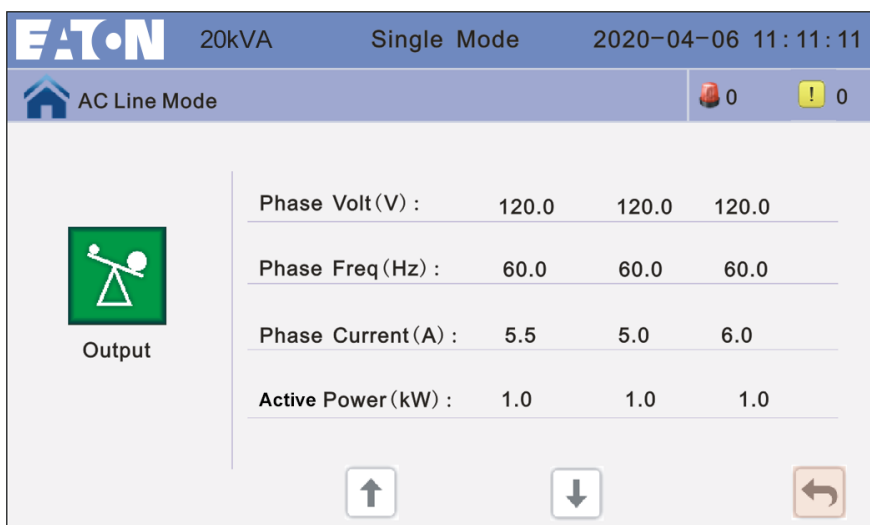 EATON 20kVA Single Mode 2020-04-06 11:11:11
AC Line Mode 0 ! 0
Phase Volt(V): 120.0 120.0 120.0
Phase Freq(Hz): 60.0 60.0 60.0
Phase Current(A): 5.5 5.0 6.0
Output
Active Power(kW): 1.0 1.0 1.0